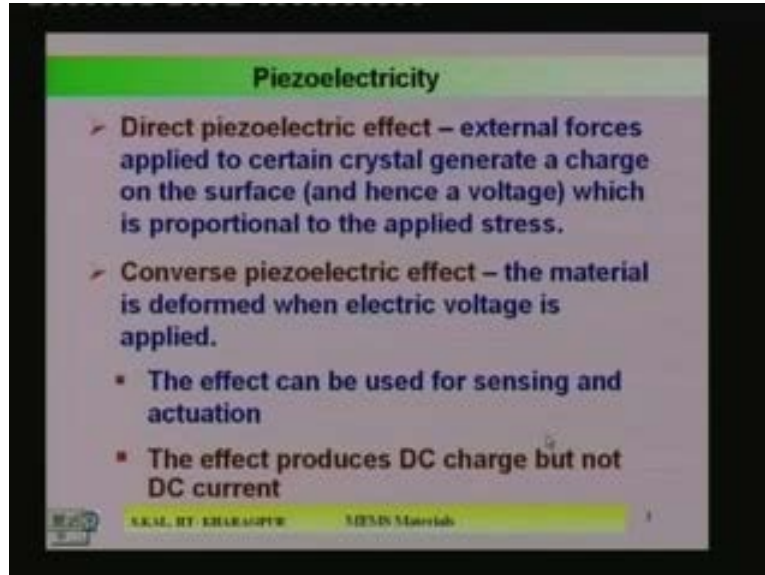 Piezoelectricity
➢ Direct piezoelectric effect – external forces
applied to certain crystal generate a charge
on the surface (and hence a voltage) which
is proportional to the applied stress.
➢ Converse piezoelectric effect – the material
is deformed when electric voltage is
applied.
▪ The effect can be used for sensing and
actuation
▪ The effect produces DC charge but not
DC current
S.KAL, IIT- KHARAGPUR MEMS Materials